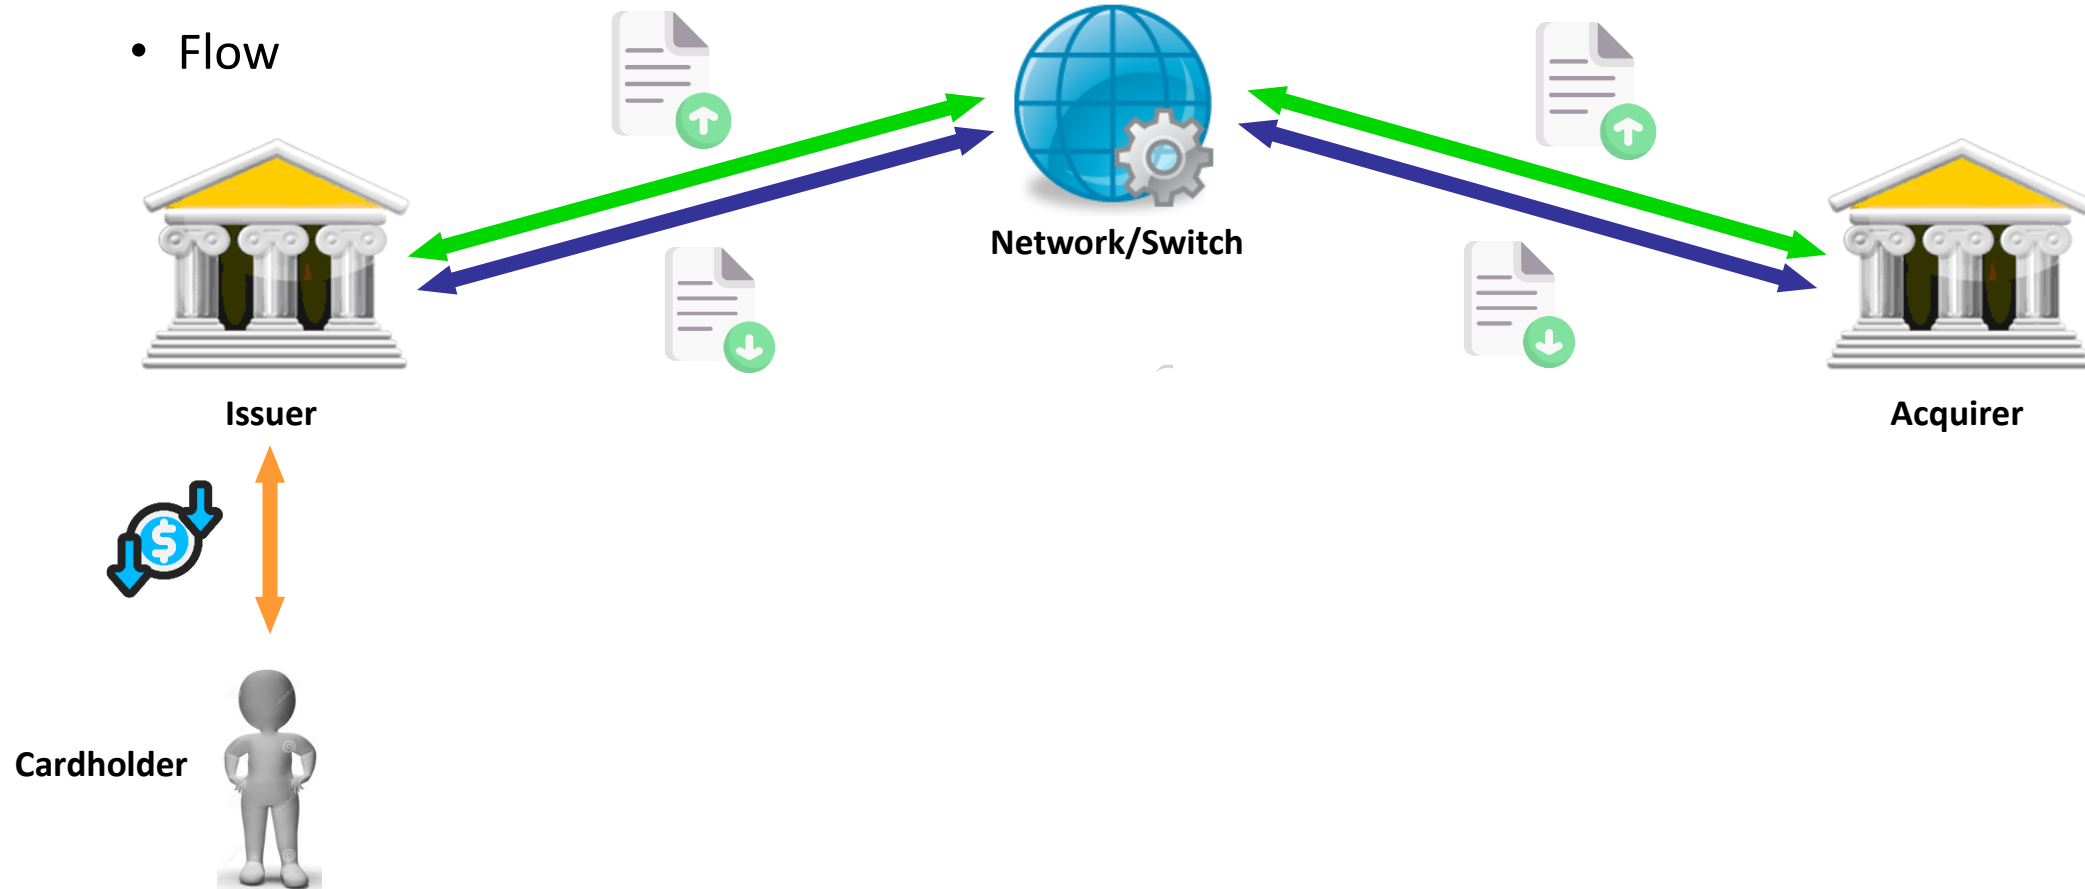 • Flow
Network/Switch
Issuer
Acquirer
$
Cardholder